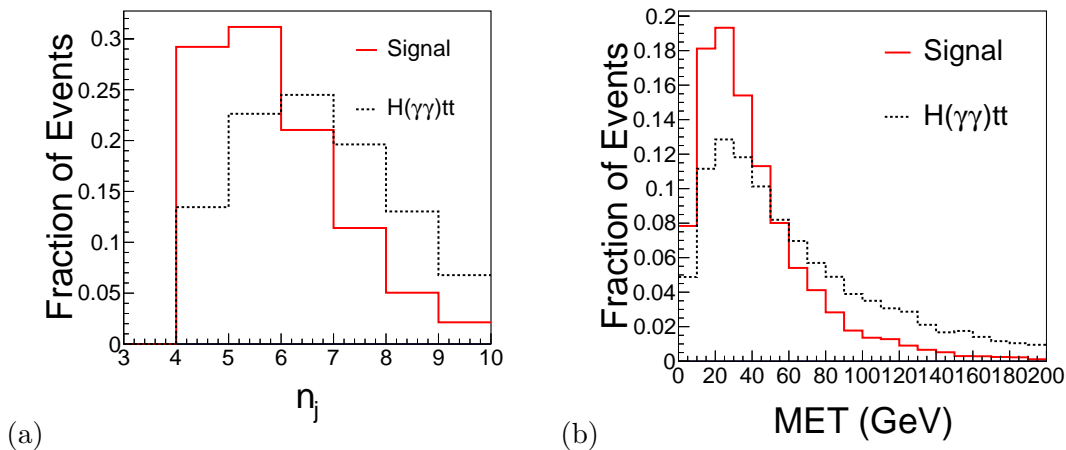 Fraction of Events
0.3
0.25
0.2
0.15
0.1
0.05
0
3 4 5 6 7 8 9 10
n_j
Signal
H(γγ)tt
(a)
Fraction of Events
0.2
0.18
0.16
0.14
0.12
0.1
0.08
0.06
0.04
0.02
0
0 20 40 60 80 100 120 140 160 180 200
MET (GeV)
Signal
H(γγ)tt
(b)